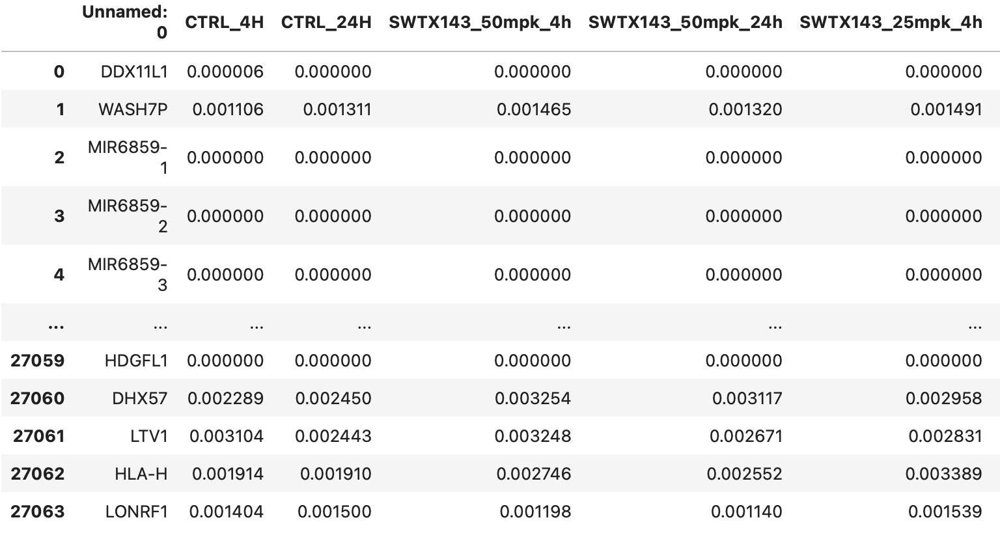 Unnamed: 0 CTRL_4H CTRL_24H SWTX143_50mpk_4h SWTX143_50mpk_24h SWTX143_25mpk_4h
0 DDX11L1 0.000006 0.000000 0.000000 0.000000 0.000000
1 WASH7P 0.001106 0.001311 0.001465 0.001320 0.001491
2 MIR6859-1 0.000000 0.000000 0.000000 0.000000 0.000000
3 MIR6859-2 0.000000 0.000000 0.000000 0.000000 0.000000
4 MIR6859-3 0.000000 0.000000 0.000000 0.000000 0.000000
... ... ... ... ... ... ...
27059 HDGFL1 0.000000 0.000000 0.000000 0.000000 0.000000
27060 DHX57 0.002289 0.002450 0.003254 0.003117 0.002958
27061 LTV1 0.003104 0.002443 0.003248 0.002671 0.002831
27062 HLA-H 0.001914 0.001910 0.002746 0.002552 0.003389
27063 LONRF1 0.001404 0.001500 0.001198 0.001140 0.001539